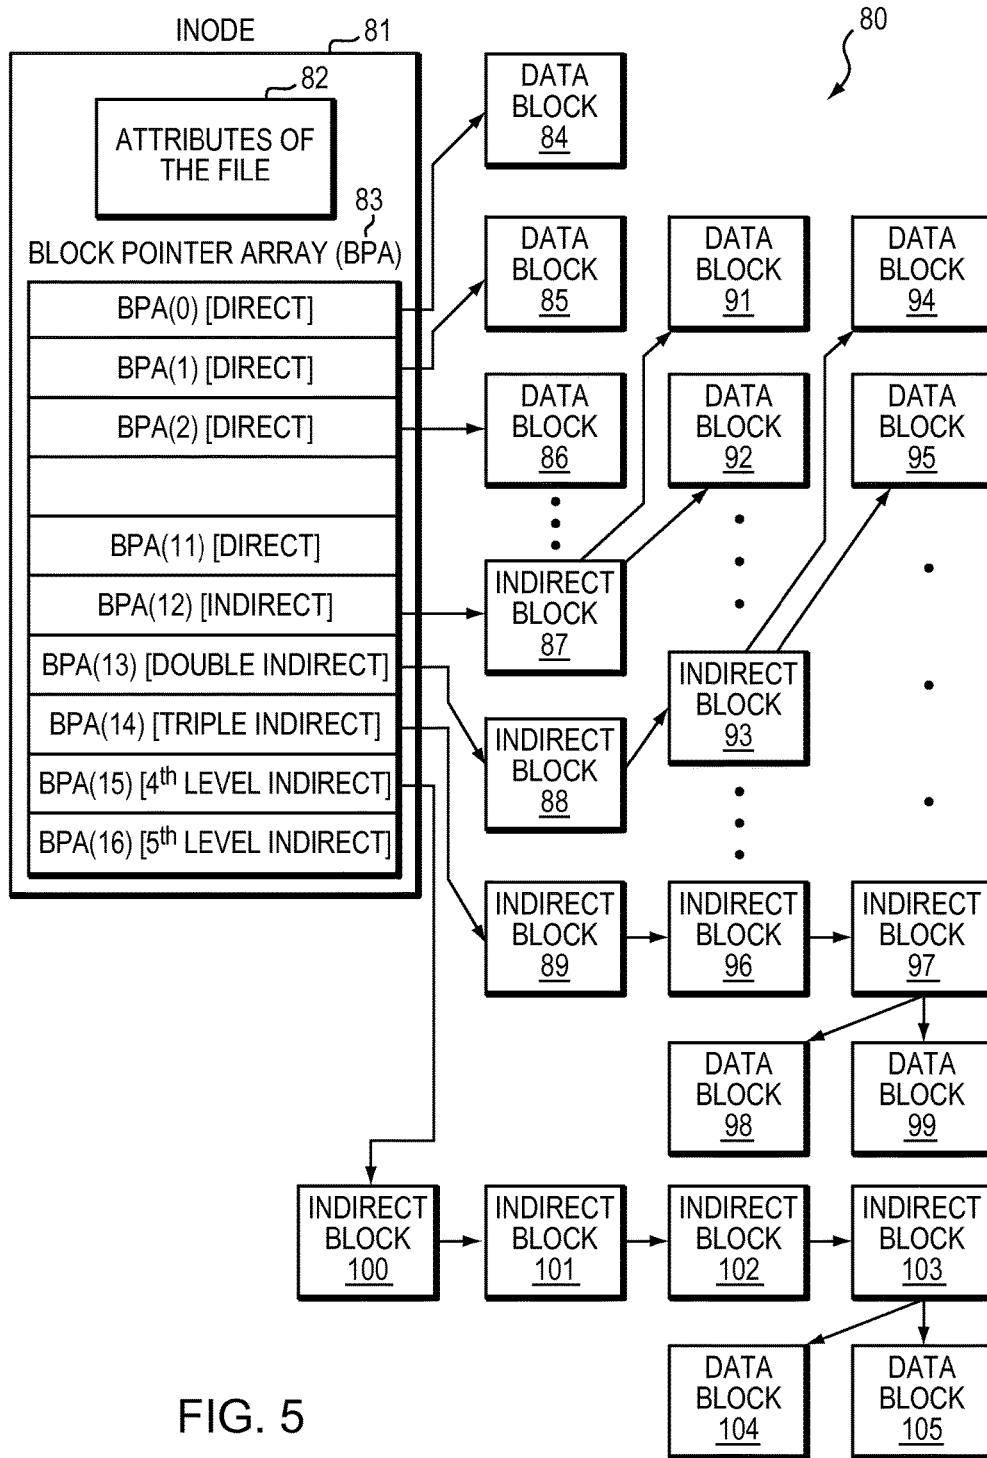 INODE
81
80
82
ATTRIBUTES OF
THE FILE
83
BLOCK POINTER ARRAY (BPA)
BPA(0) [DIRECT]
BPA(1) [DIRECT]
BPA(2) [DIRECT]
BPA(11) [DIRECT]
BPA(12) [INDIRECT]
BPA(13) [DOUBLE INDIRECT]
BPA(14) [TRIPLE INDIRECT]
BPA(15) [4th LEVEL INDIRECT]
BPA(16) [5th LEVEL INDIRECT]
DATA
BLOCK
84
DATA
BLOCK
85
DATA
BLOCK
91
DATA
BLOCK
94
DATA
BLOCK
86
DATA
BLOCK
92
DATA
BLOCK
95
INDIRECT
BLOCK
87
INDIRECT
BLOCK
93
INDIRECT
BLOCK
88
INDIRECT
BLOCK
89
INDIRECT
BLOCK
96
INDIRECT
BLOCK
97
DATA
BLOCK
98
DATA
BLOCK
99
INDIRECT
BLOCK
100
INDIRECT
BLOCK
101
INDIRECT
BLOCK
102
INDIRECT
BLOCK
103
DATA
BLOCK
104
DATA
BLOCK
105
FIG. 5